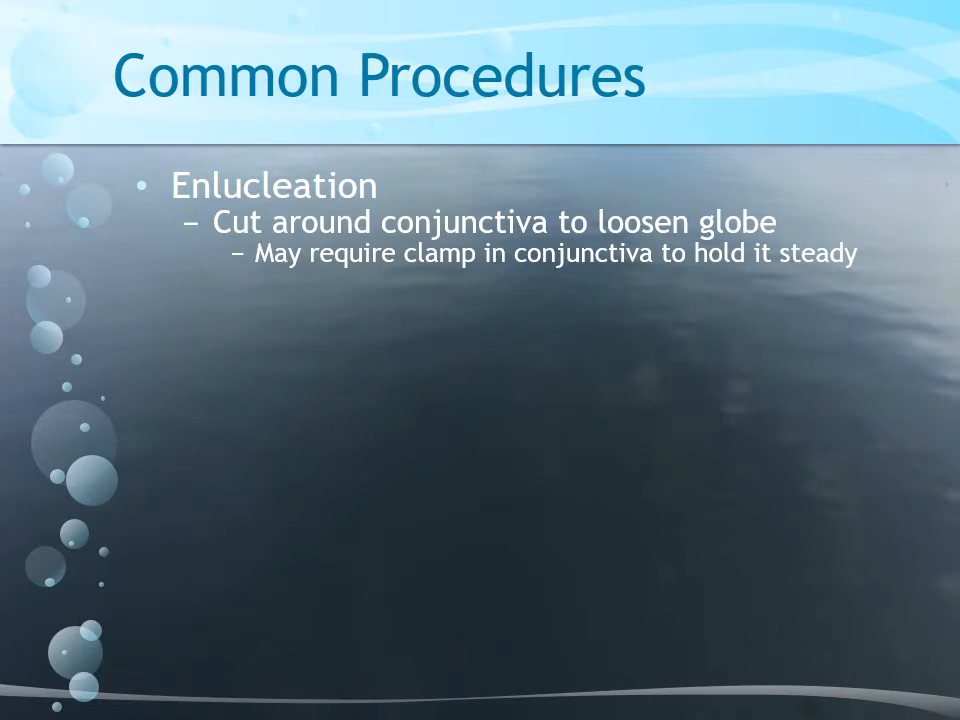 Common Procedures
• Enlucleation
– Cut around conjunctiva to loosen globe
– May require clamp in conjunctiva to hold it steady